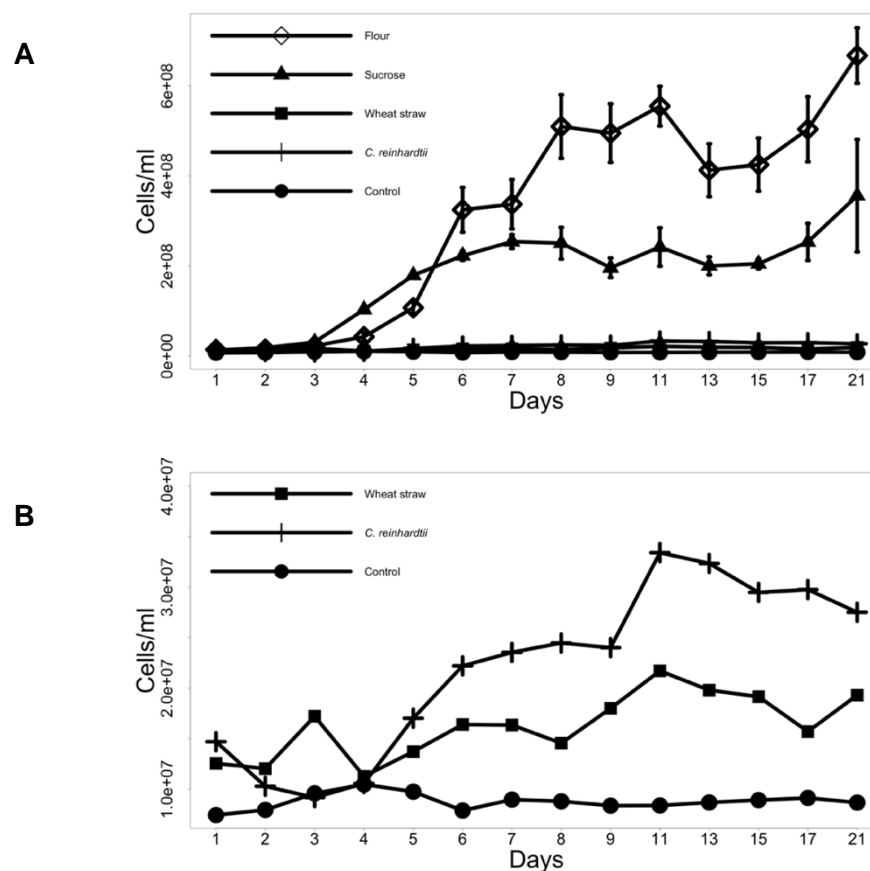 A
Flour
Sucrose
Wheat straw
C. reinhardtii
Control
Cells/ml
6e+08
4e+08
2e+08
0e+00
1 2 3 4 5 6 7 8 9 11 13 15 17 21
Days
B
Wheat straw
C. reinhardtii
Control
Cells/ml
4.0e+07
3.0e+07
2.0e+07
1.0e+07
1 2 3 4 5 6 7 8 9 11 13 15 17 21
Days